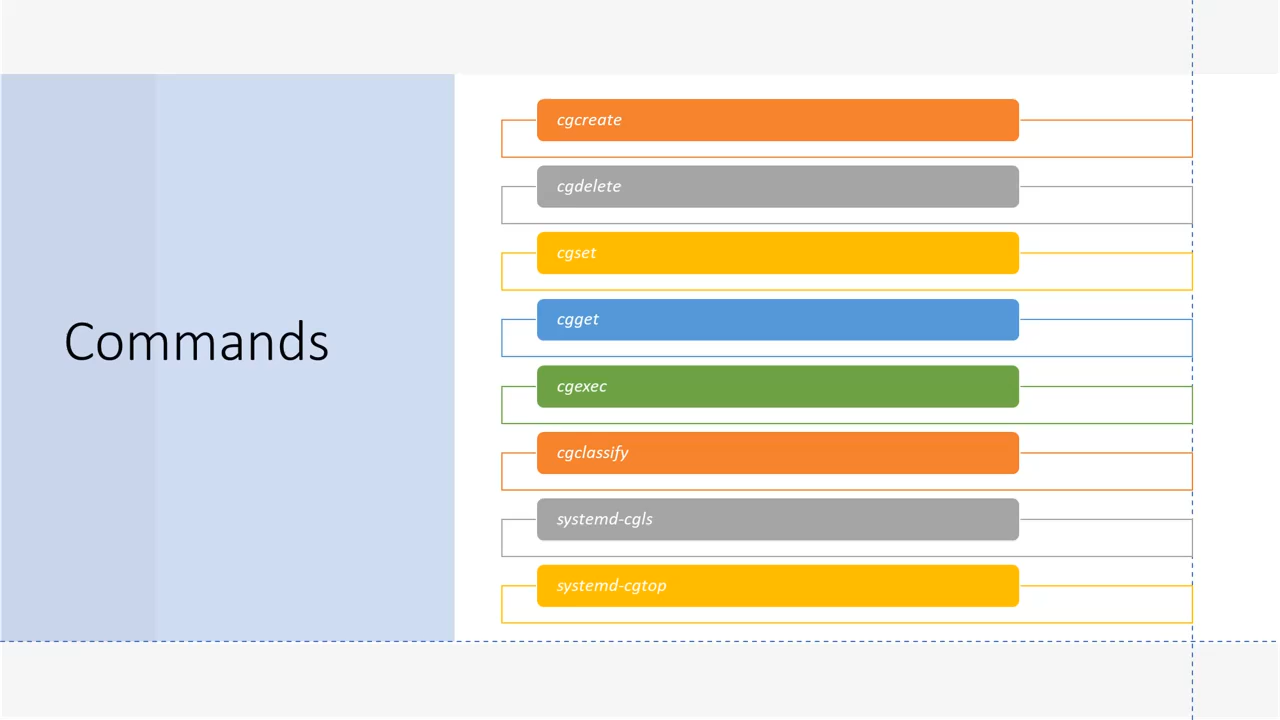 Commands
cgcreate
cgdelete
cgset
cgget
cgexec
cgclassify
systemd-cgls
systemd-cgtop